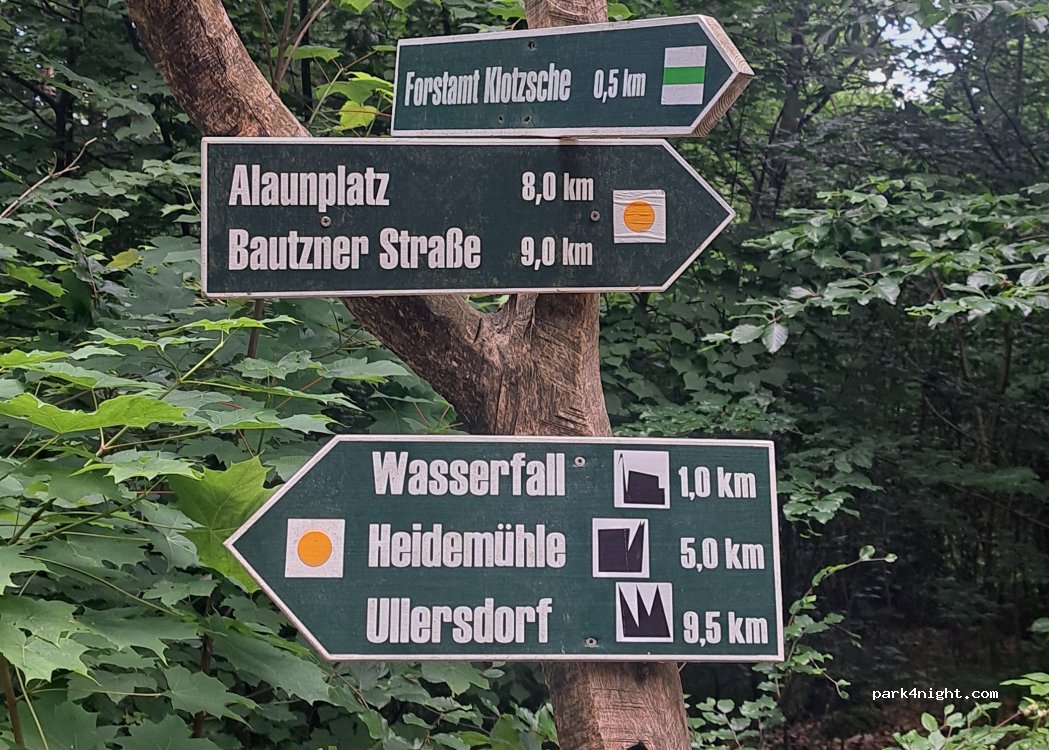 Forstamt Klotzsche 0,5 km
Alaunplatz 8,0 km
Bautzner Straße 9,0 km
Wasserfall 1,0 km
Heidemühle 5,0 km
Ullersdorf 9,5 km
park4night.com